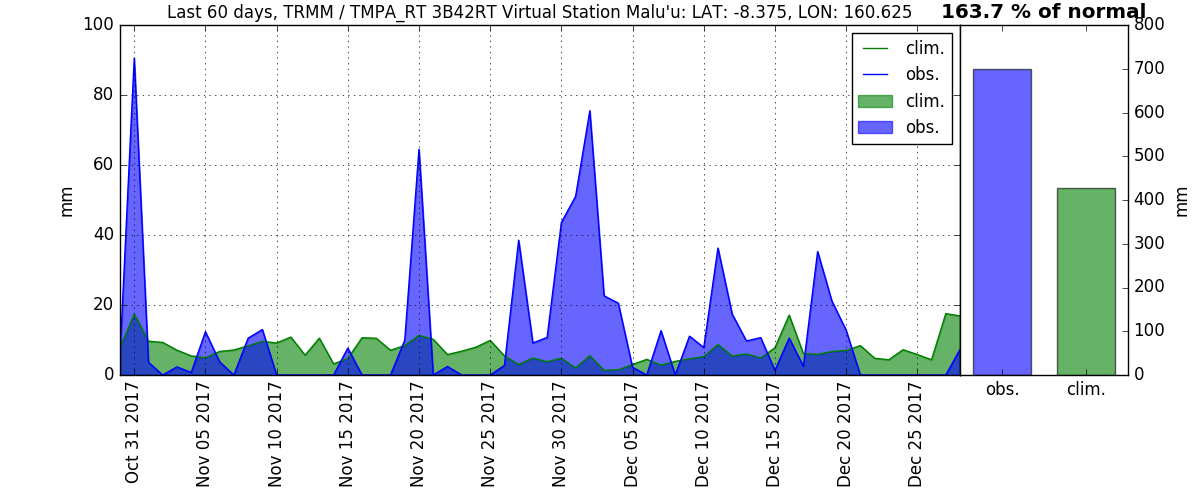 Last 60 days, TRMM / TMPA_RT 3B42RT Virtual Station Malu'u: LAT: -8.375, LON: 160.625
163.7 % of normal
100
80
60
40
20
0
mm
clim.
obs.
clim.
obs.
Oct 31 2017
Nov 05 2017
Nov 10 2017
Nov 15 2017
Nov 20 2017
Nov 25 2017
Nov 30 2017
Dec 05 2017
Dec 10 2017
Dec 15 2017
Dec 20 2017
Dec 25 2017
800
700
600
500
400
300
200
100
0
mm
obs.
clim.